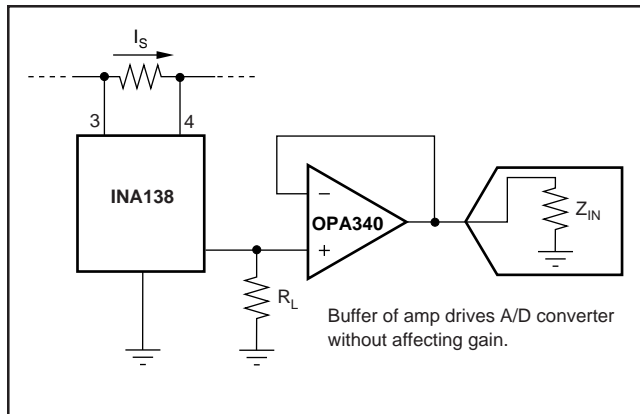 I_S
3 4
INA138
−
OPA340
+
Z_IN
R_L
Buffer of amp drives A/D converter
without affecting gain.